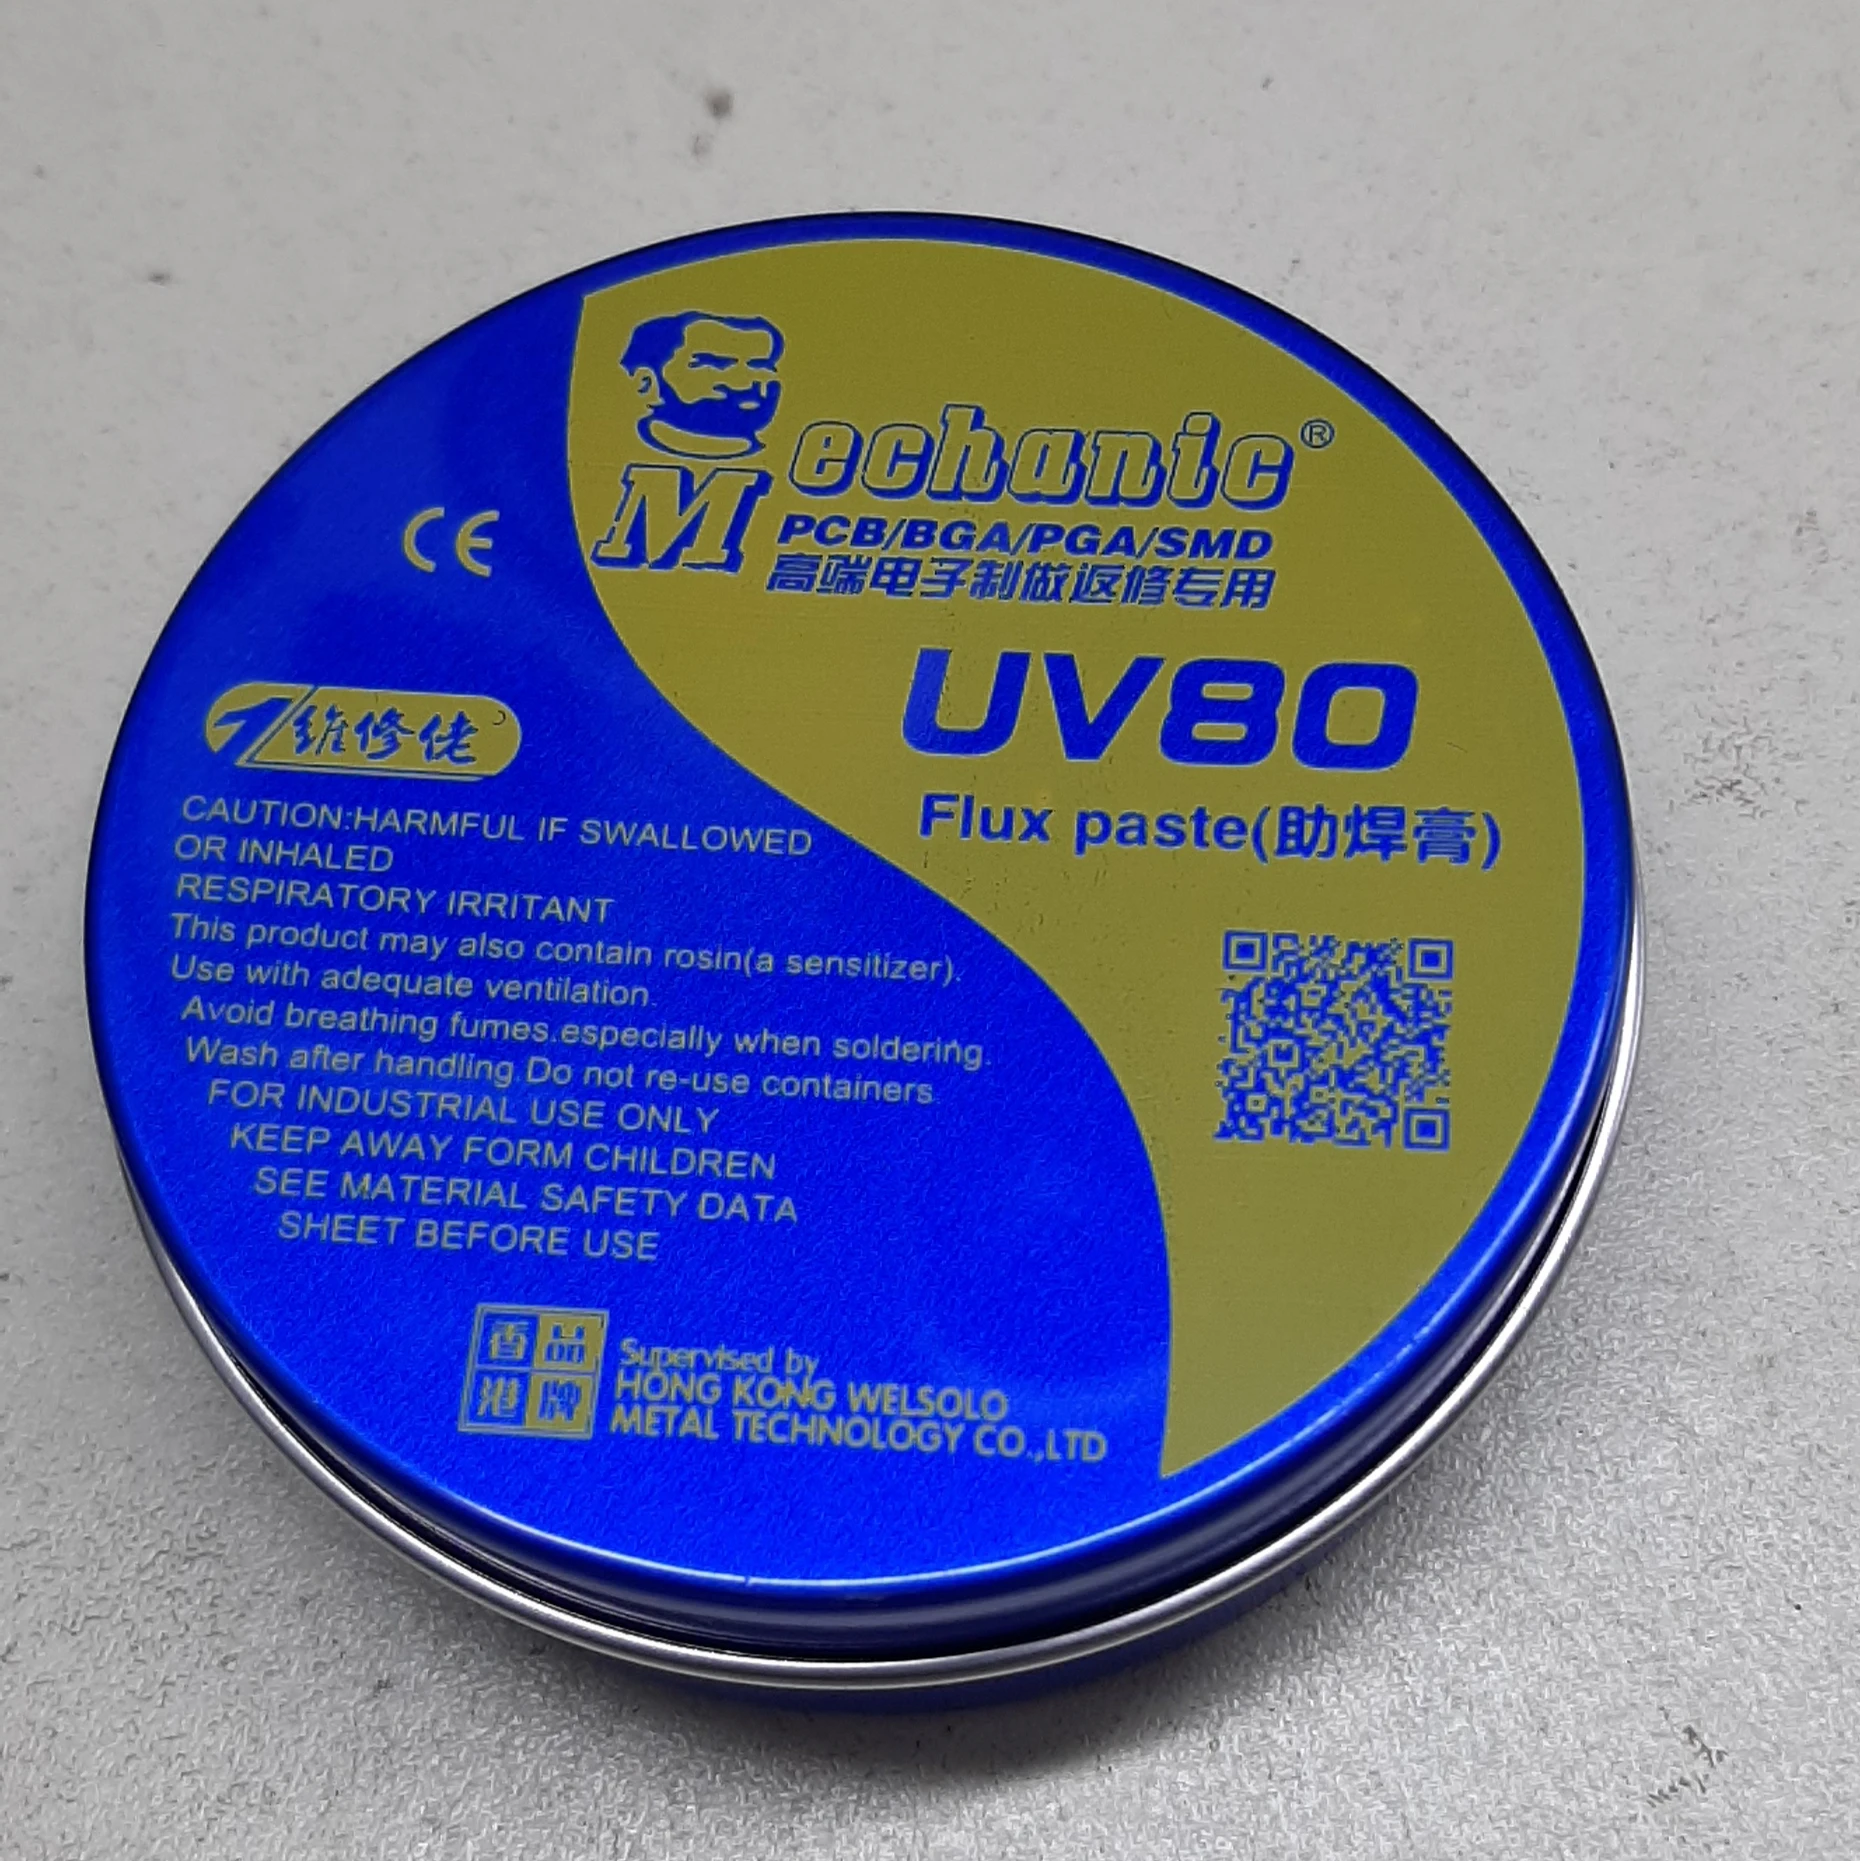 Mechanic®
PCB/BGA/PGA/SMD
高端电子制做返修专用
UV80
Flux paste(助焊膏)
CE
维修佬
CAUTION:HARMFUL IF SWALLOWED
OR INHALED
RESPIRATORY IRRITANT
This product may also contain rosin(a sensitizer).
Use with adequate ventilation.
Avoid breathing fumes.especially when soldering.
Wash after handling.Do not re-use containers.
FOR INDUSTRIAL USE ONLY
KEEP AWAY FORM CHILDREN
SEE MATERIAL SAFETY DATA
SHEET BEFORE USE
香品
港牌
Supervised by
HONG KONG WELSOLO
METAL TECHNOLOGY CO.,LTD